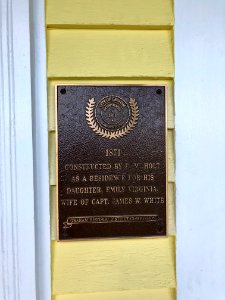 1871
CONSTRUCTED BY E. M. HOLT
AS A RESIDENCE FOR HIS
DAUGHTER, EMILY VIRGINIA,
WIFE OF CAPT. JAMES W. WHITE